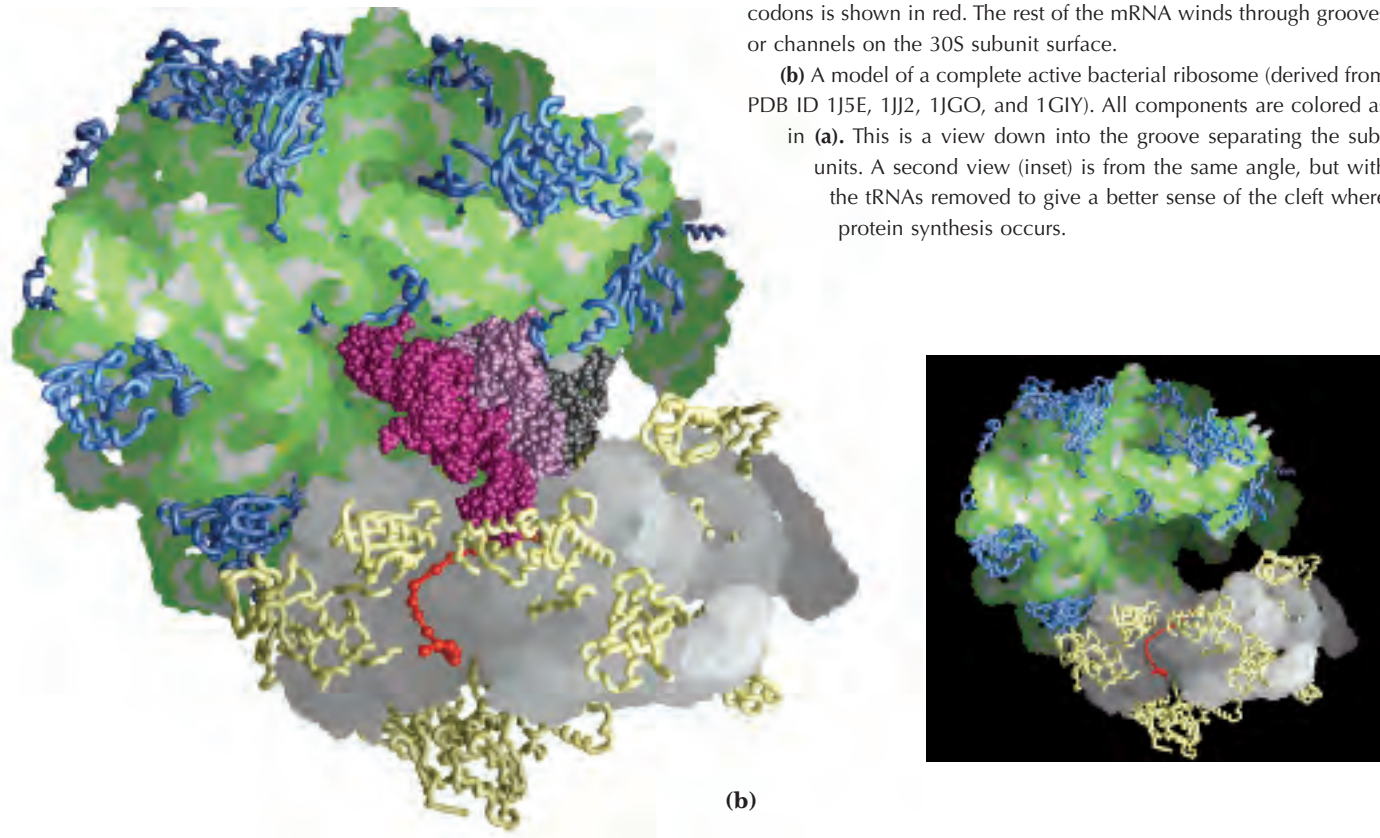 codons is shown in red. The rest of the mRNA winds through groove
or channels on the 30S subunit surface.
(b) A model of a complete active bacterial ribosome (derived from
PDB ID 1J5E, 1JJ2, 1JGO, and 1GIY). All components are colored a
in (a). This is a view down into the groove separating the sub
units. A second view (inset) is from the same angle, but with
the tRNAs removed to give a better sense of the cleft where
protein synthesis occurs.
(b)